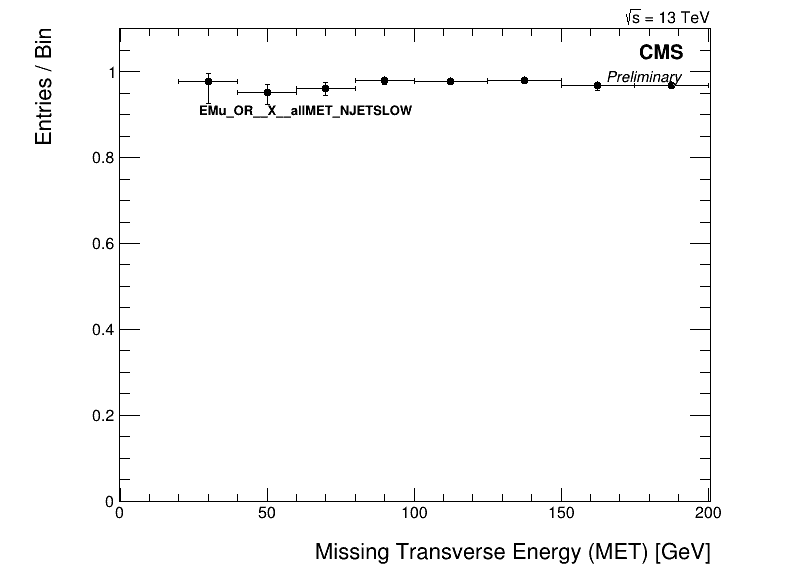 √s = 13 TeV
CMS
Preliminary
Entries / Bin
EMu_OR__X__allMET_NJETSLOW
1
0.8
0.6
0.4
0.2
0
0 50 100 150 200
Missing Transverse Energy (MET) [GeV]